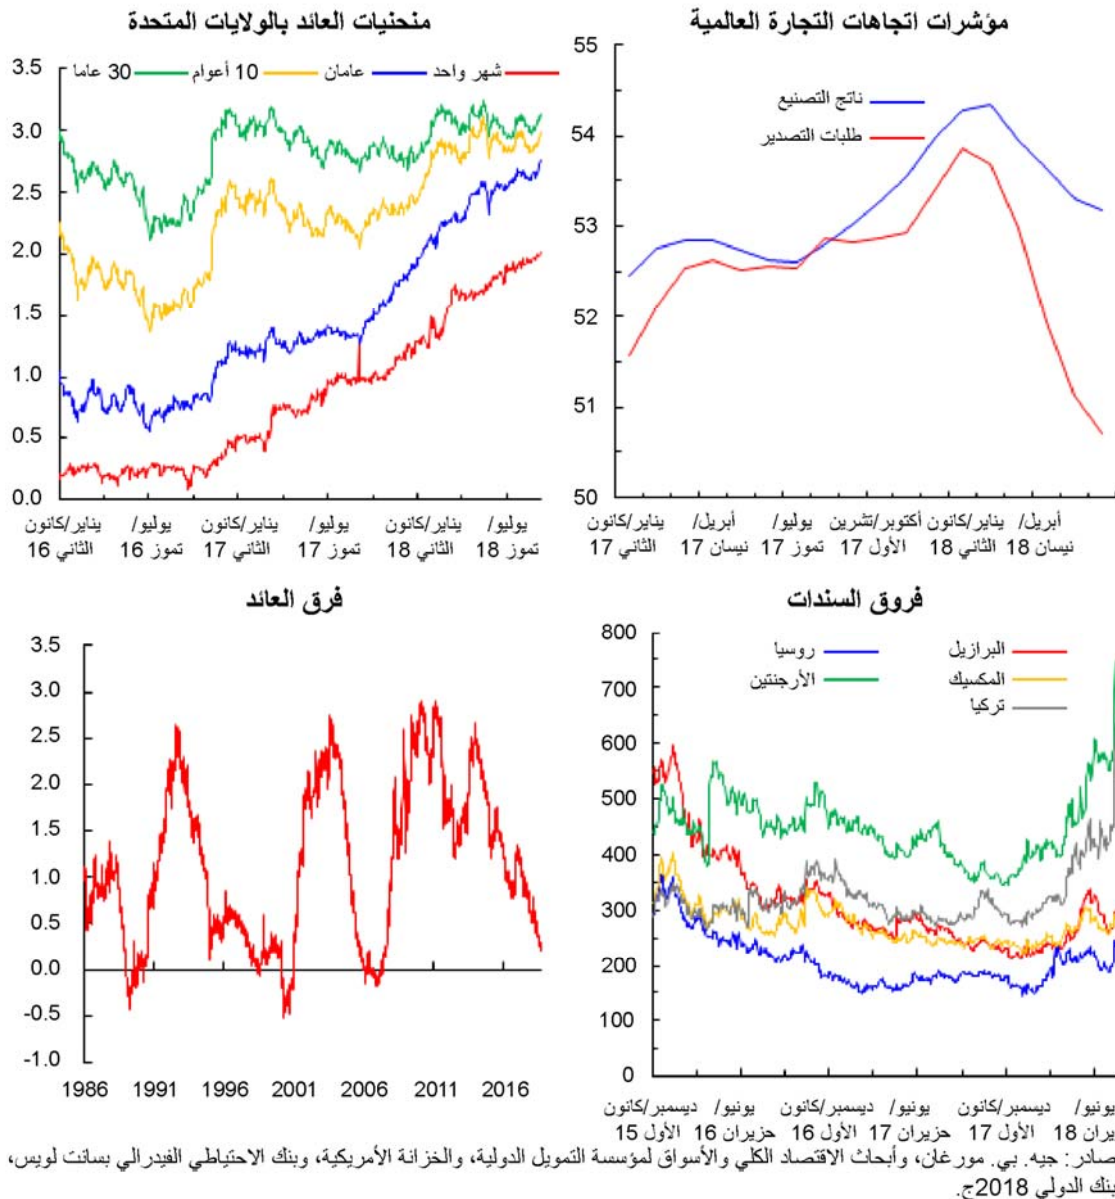 منحنيات العائد بالولايات المتحدة
شهر واحد
عامان
10 أعوام
30 عاما
3.5
3.0
2.5
2.0
1.5
1.0
0.5
0.0
يناير/كانون الثاني 16
يوليو/ تموز 16
يناير/كانون الثاني 17
يوليو/ تموز 17
يناير/كانون الثاني 18
يوليو/ تموز 18
مؤشرات اتجاهات التجارة العالمية
ناتج التصنيع
طلبات التصدير
55
54
53
52
51
50
يناير/كانون الثاني 17
أبريل/ نيسان 17
يوليو/ تموز 17
أكتوبر/تشرين الأول 17
يناير/كانون الثاني 18
أبريل/ نيسان 18
فرق العائد
3.5
3.0
2.5
2.0
1.5
1.0
0.5
0.0
-0.5
-1.0
1986
1991
1996
2001
2006
2011
2016
فروق السندات
البرازيل
روسيا
المكسيك
الأرجنتين
تركيا
800
700
600
500
400
300
200
100
0
ديسمبر/كانون الأول 15
يونيو/ حزيران 16
ديسمبر/كانون الأول 16
يونيو/ حزيران 17
ديسمبر/كانون الأول 17
يونيو/ يران 18
صادر: جيه. بي. مورغان، وأبحاث الاقتصاد الكلي والأسواق لمؤسسة التمويل الدولية، والخزانة الأمريكية، وبنك الاحتياطي الفيدرالي بسانت لويس،
بنك الدولي 2018ج.